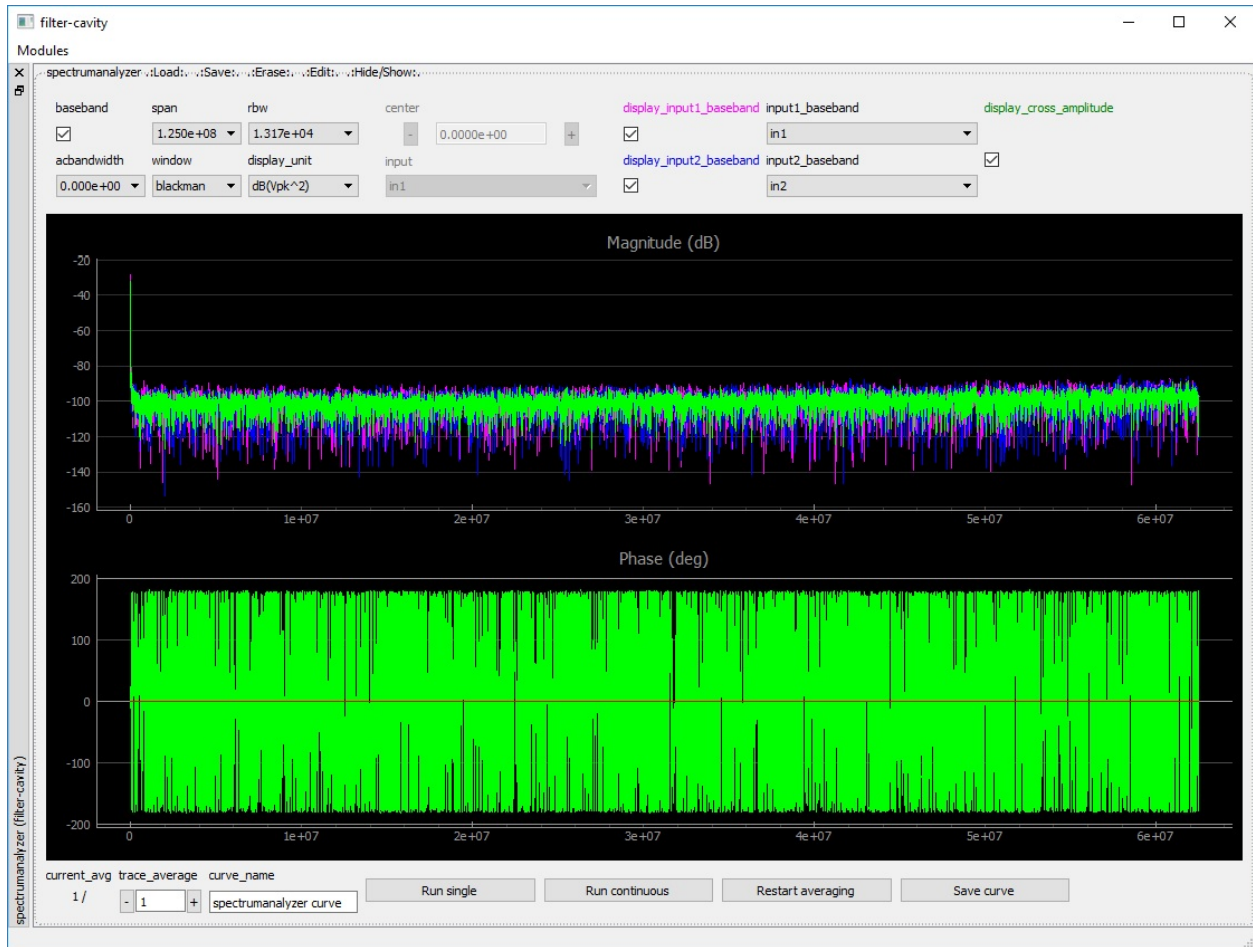 filter-cavity
Modules
spectrumanalyzer .:Load:. .:Save:. .:Erase:. .:Edit:. .:Hide/Show:.
baseband span rbw center display_input1_baseband input1_baseband display_cross_amplitude
1.250e+08 1.317e+04 - 0.0000e+00 + in1
acbandwidth window display_unit input display_input2_baseband input2_baseband
0.000e+00 blackman dB(Vpk^2) in1 in2
Magnitude (dB)
-20
-40
-60
-80
-100
-120
-140
-160
0 1e+07 2e+07 3e+07 4e+07 5e+07 6e+07
Phase (deg)
200
100
0
-100
-200
0 1e+07 2e+07 3e+07 4e+07 5e+07 6e+07
spectrumanalyzer (filter-cavity)
current_avg trace_average curve_name
1 / - 1 + spectrumanalyzer curve Run single Run continuous Restart averaging Save curve